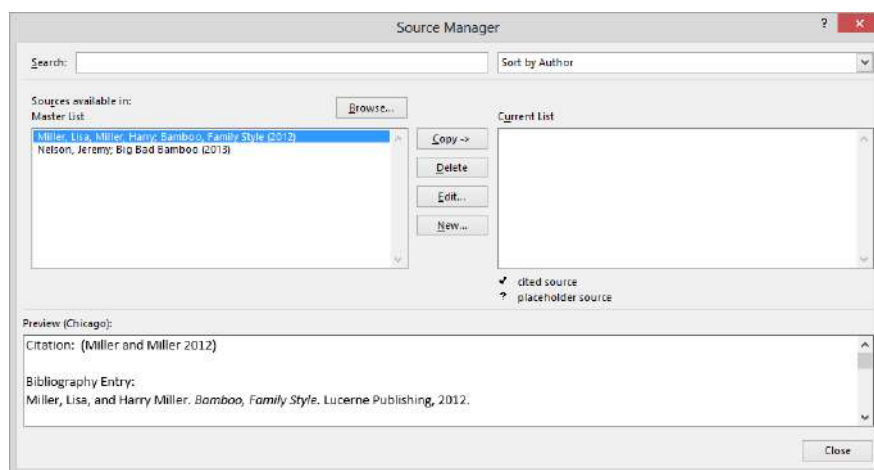 Source Manager
?
Search:
Sort by Author
Sources available in:
Master List
Browse...
Current List
Miller, Lisa, Miller, Harry; Bamboo, Family Style (2012)
Nelson, Jeremy; Big Bad Bamboo (2013)
Copy ->
Delete
Edit...
New...
cited source
? placeholder source
Preview (Chicago):
Citation: (Miller and Miller 2012)
Bibliography Entry:
Miller, Lisa, and Harry Miller. Bamboo, Family Style. Lucerne Publishing, 2012.
Close